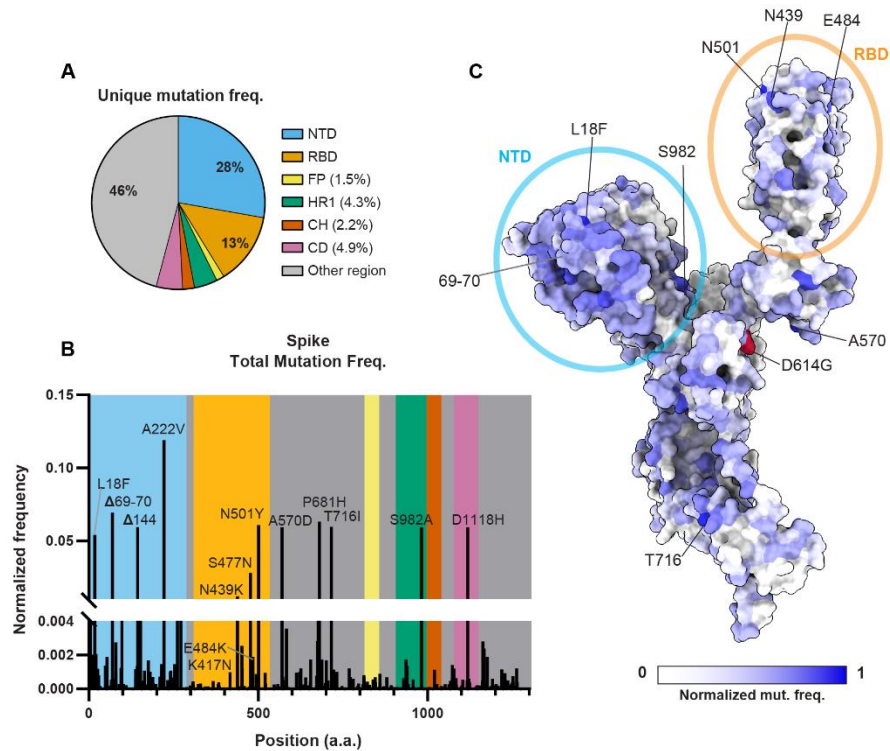 A
Unique mutation freq.
46%
28%
13%
NTD
RBD
FP (1.5%)
HR1 (4.3%)
CH (2.2%)
CD (4.9%)
Other region
B
Spike
Total Mutation Freq.
Normalized frequency
0.15
0.10
0.05
0.004
0.002
0.000
A222V
L18F
Δ69-70
Δ144
N501Y
S477N
N439K
E484K
K417N
A570D
P681H
T716I
S982A
D1118H
0
500
1000
Position (a.a.)
C
N439
E484
N501
RBD
L18F
S982
NTD
69-70
A570
D614G
T716
0
1
Normalized mut. freq.